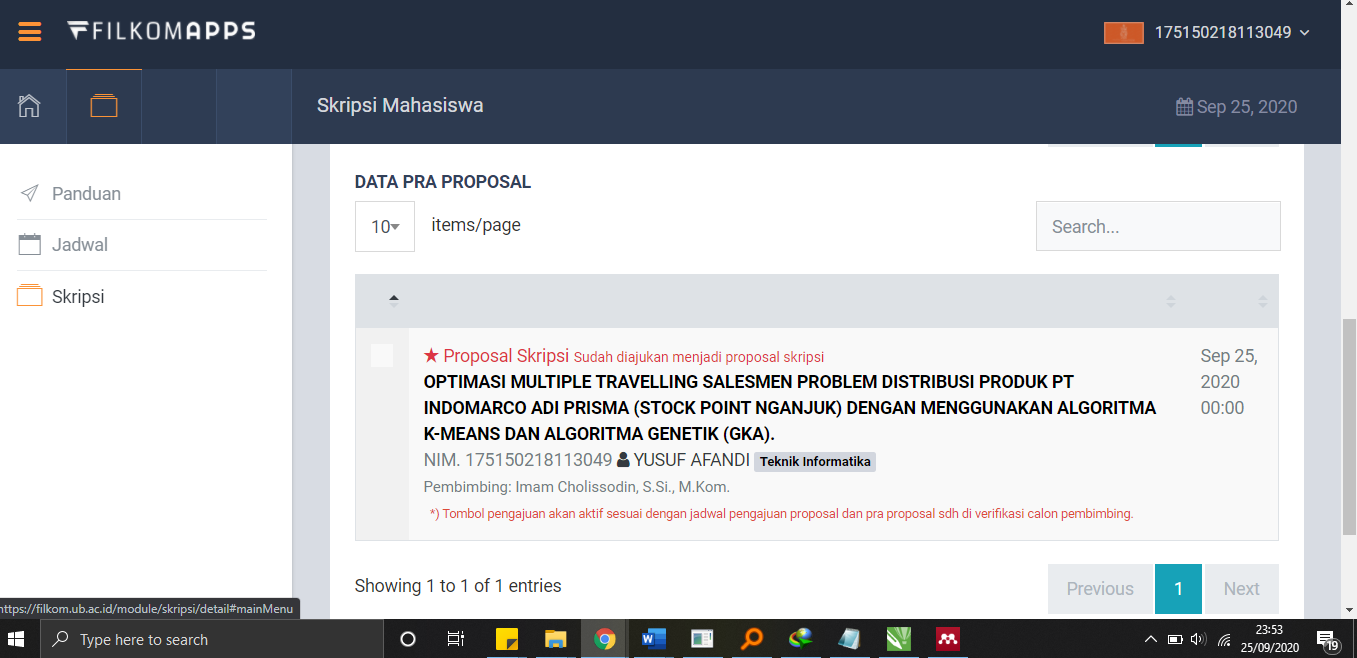 FILKOMAPPS
175150218113049
Skripsi Mahasiswa
Sep 25, 2020
Panduan
Jadwal
Skripsi
DATA PRA PROPOSAL
10 items/page
Search...
★ Proposal Skripsi Sudah diajukan menjadi proposal skripsi
OPTIMASI MULTIPLE TRAVELLING SALESMEN PROBLEM DISTRIBUSI PRODUK PT
INDOMARCO ADI PRISMA (STOCK POINT NGANJUK) DENGAN MENGGUNAKAN ALGORITMA
K-MEANS DAN ALGORITMA GENETIK (GKA).
NIM. 175150218113049 YUSUF AFANDI Teknik Informatika
Pembimbing: Imam Cholissodin, S.Si., M.Kom.
*) Tombol pengajuan akan aktif sesuai dengan jadwal pengajuan proposal dan pra proposal sdh di verifikasi calon pembimbing.
Sep 25,
2020
00:00
Showing 1 to 1 of 1 entries
Previous 1 Next
https://filkom.ub.ac.id/module/skripsi/detail#mainMenu
Type here to search
23:53
25/09/2020
19